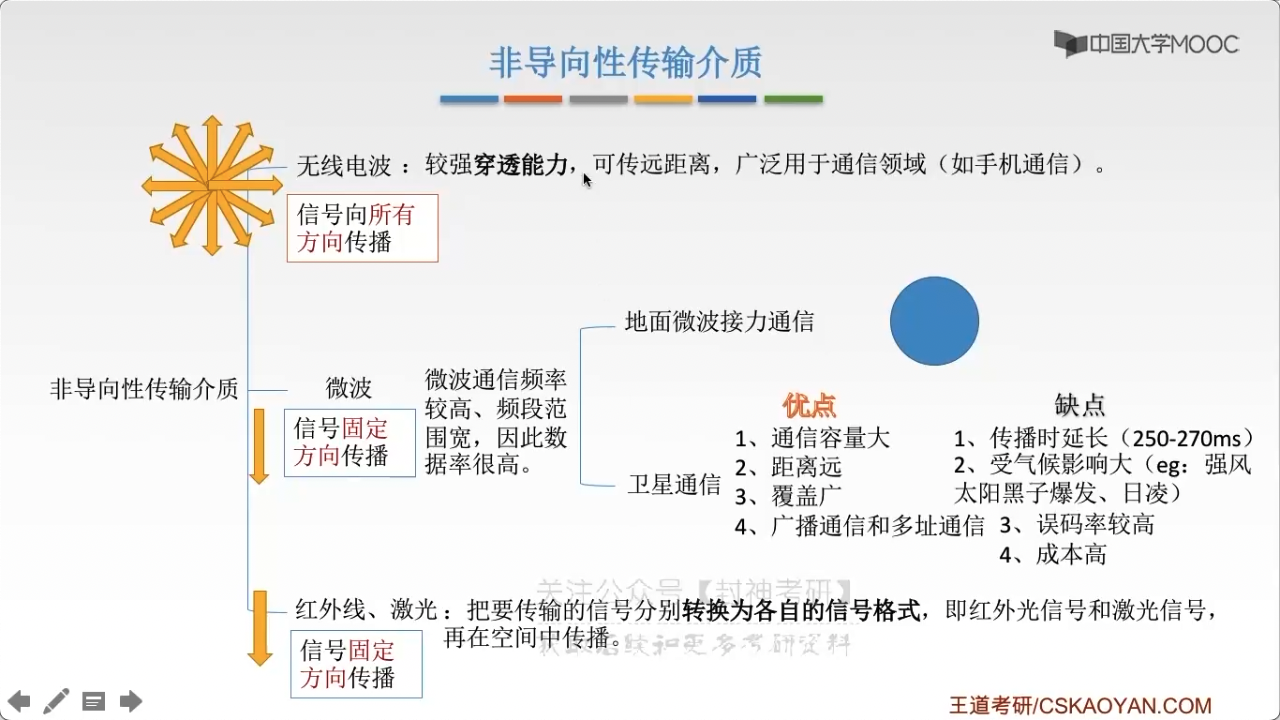 非导向性传输介质
中国大学MOOC
无线电波 ：较强穿透能力，可传远距离，广泛用于通信领域（如手机通信）。
信号向所有
方向传播
非导向性传输介质
微波
信号固定
方向传播
微波通信频率
较高、频段范
围宽，因此数
据率很高。
地面微波接力通信
卫星通信
优点
1、通信容量大
2、距离远
3、覆盖广
4、广播通信和多址通信
缺点
1、传播时延长（250-270ms）
2、受气候影响大（eg：强风
太阳黑子爆发、日凌）
3、误码率较高
4、成本高
关注公众号【封神考研】
红外线、激光：把要传输的信号分别转换为各自的信号格式，即红外光信号和激光信号，
再在空间中传播。
信号固定
方向传播
王道考研/CSKAOYAN.COM